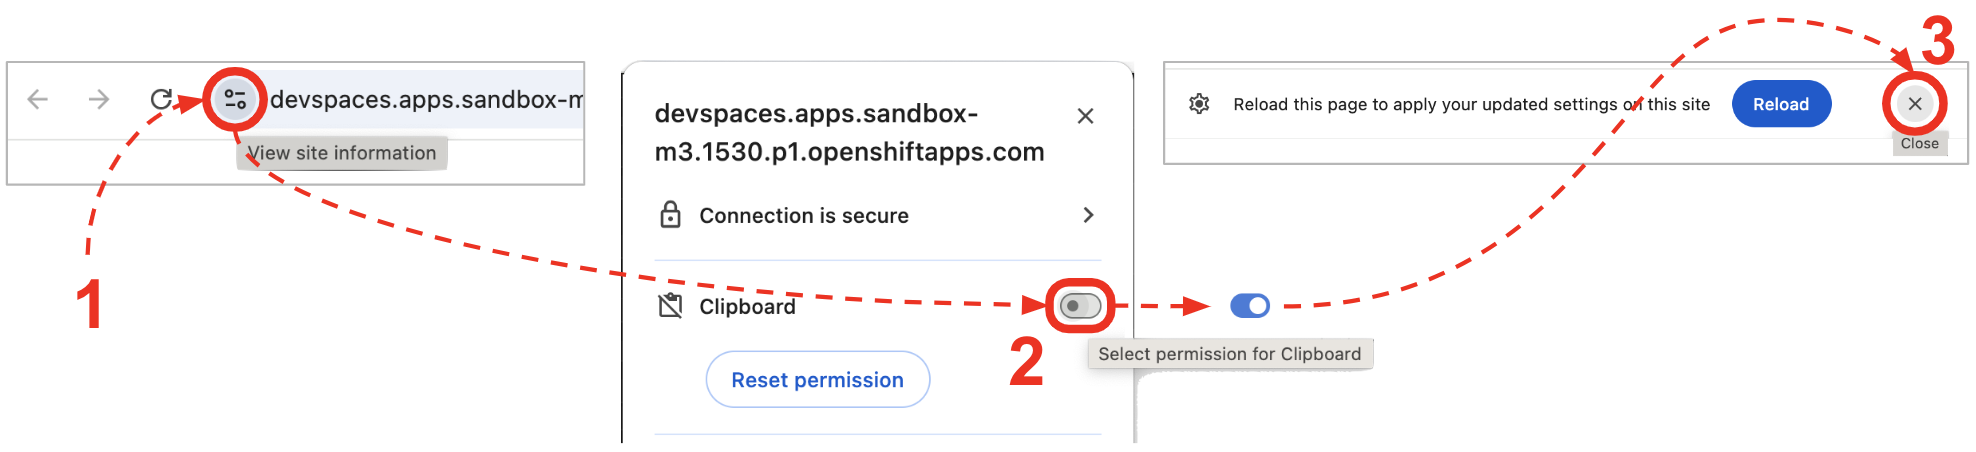 devspaces.apps.sandbox-m
View site information
1
devspaces.apps.sandbox-
m3.1530.p1.openshiftapps.com
Connection is secure
Clipboard
2
Select permission for Clipboard
Reset permission
3
Reload this page to apply your updated settings on this site
Reload
Close